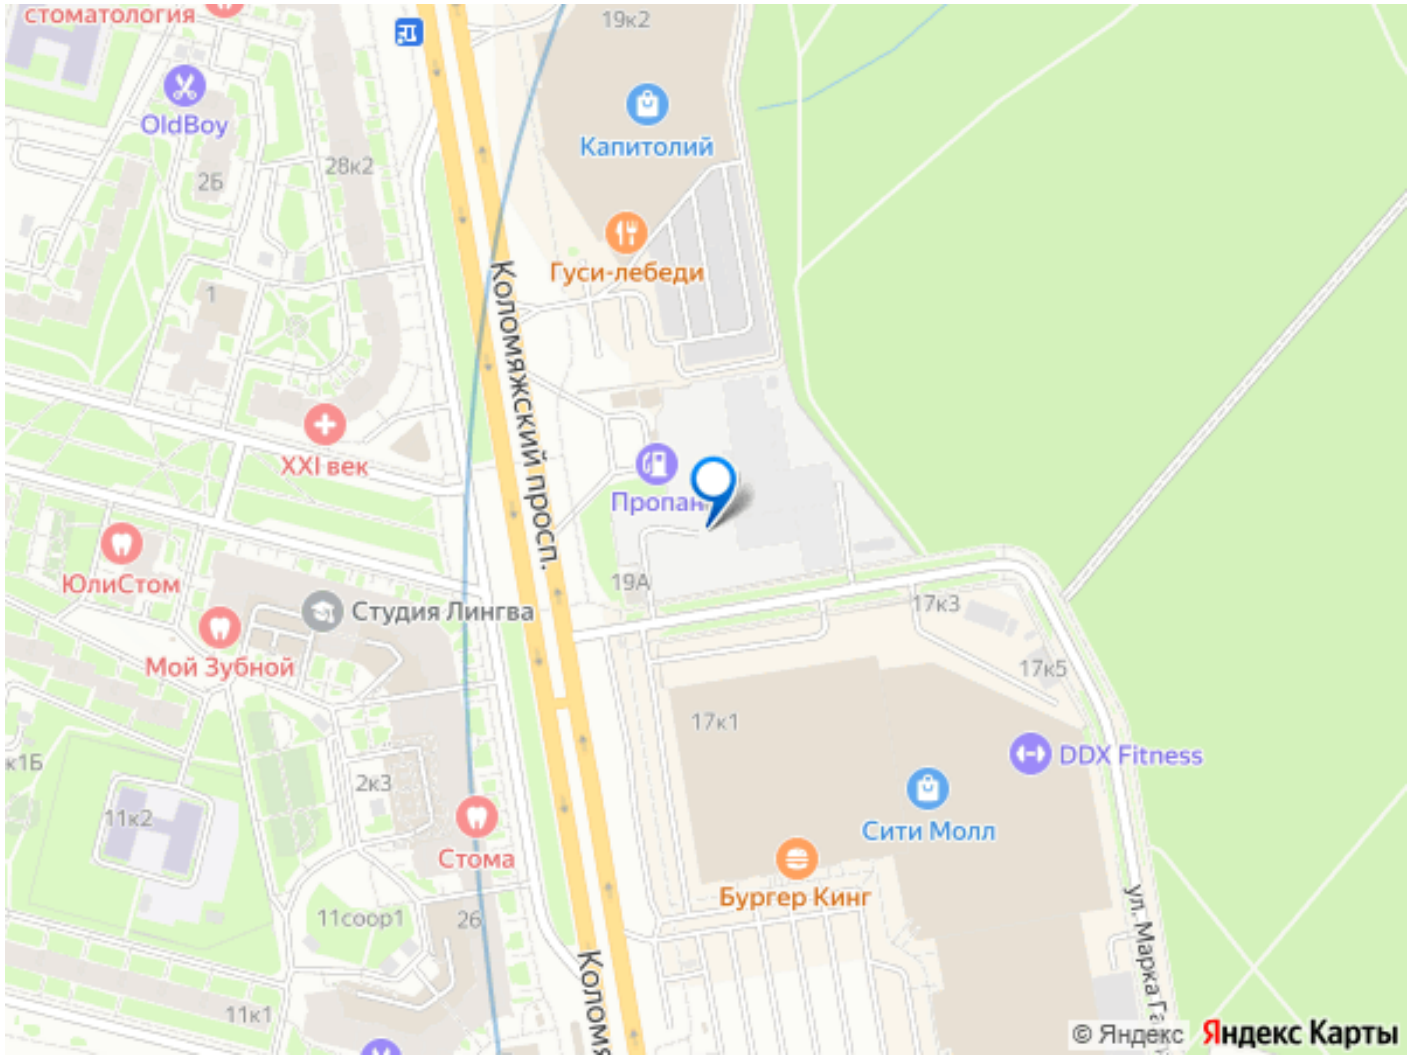 стоматология
19к2
OldBoy
Капитолий
28к2
2Б
Гуси-лебеди
1
Коломяжский просп.
XXI век
Пропан
ЮлиСтом
19А
17к3
Студия Лингва
Мой Зубной
17к5
17к1
DDX Fitness
к1Б
2к3
11к2
Сити Молл
Стома
Бургер Кинг
11соор1
26
ул. Марка Га
Колом
11к1
© Яндекс Яндекс Карты